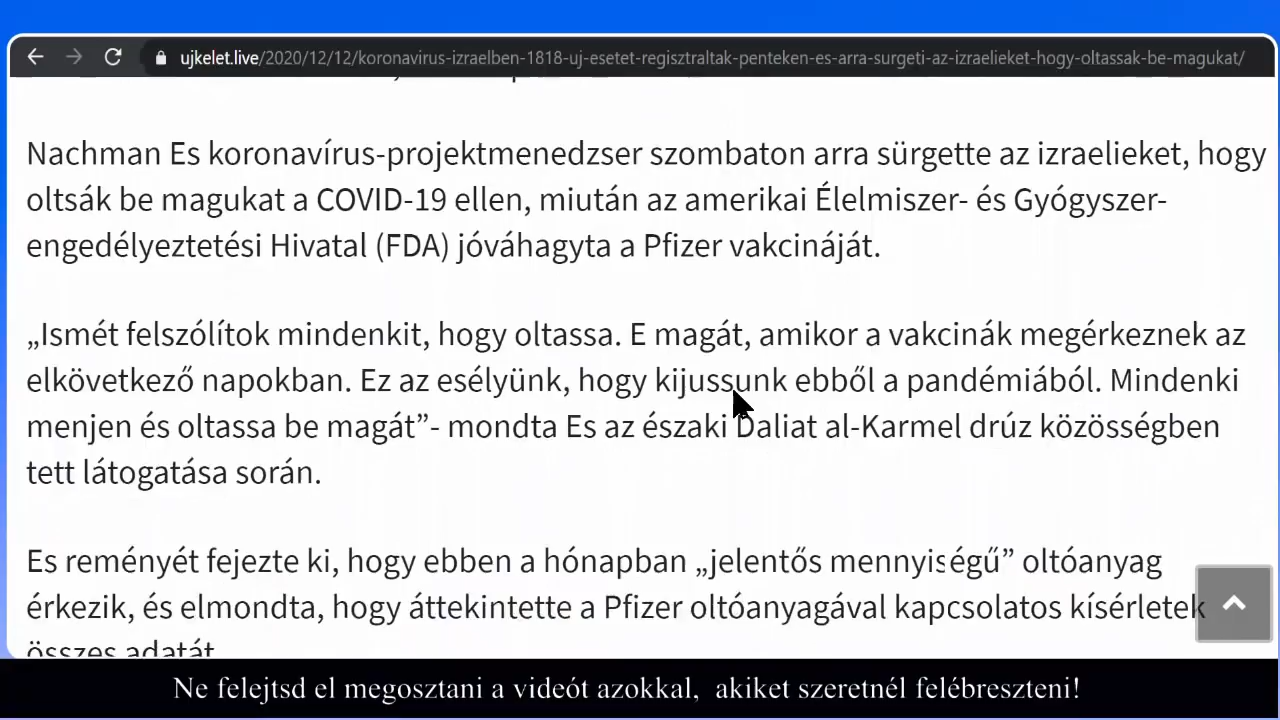 ujkelet.live/2020/12/12/koronavirus-izraelben-1818-uj-esetet-regisztraltak-penteken-es-arra-surgeti-az-izraelieket-hogy-oltassak-be-magukat/
Nachman Es koronavírus-projektmenedzser szombaton arra sürgette az izraelieket, hogy
oltsák be magukat a COVID-19 ellen, miután az amerikai Élelmiszer- és Gyógyszer-
engedélyeztetési Hivatal (FDA) jóváhagyta a Pfizer vakcináját.
„Ismét felszólítok mindenkit, hogy oltassa. E magát, amikor a vakcinák megérkeznek az
elkövetkező napokban. Ez az esélyünk, hogy kijussunk ebből a pandémiából. Mindenki
menjen és oltassa be magát”- mondta Es az északi Daliat al-Karmel drúz közösségben
tett látogatása során.
Es reményét fejezte ki, hogy ebben a hónapban „jelentős mennyiségű” oltóanyag
érkezik, és elmondta, hogy áttekintette a Pfizer oltóanyagával kapcsolatos kísérletek
összes adatát
Ne felejtsd el megosztani a videót azokkal, akiket szeretnél felébreszteni!